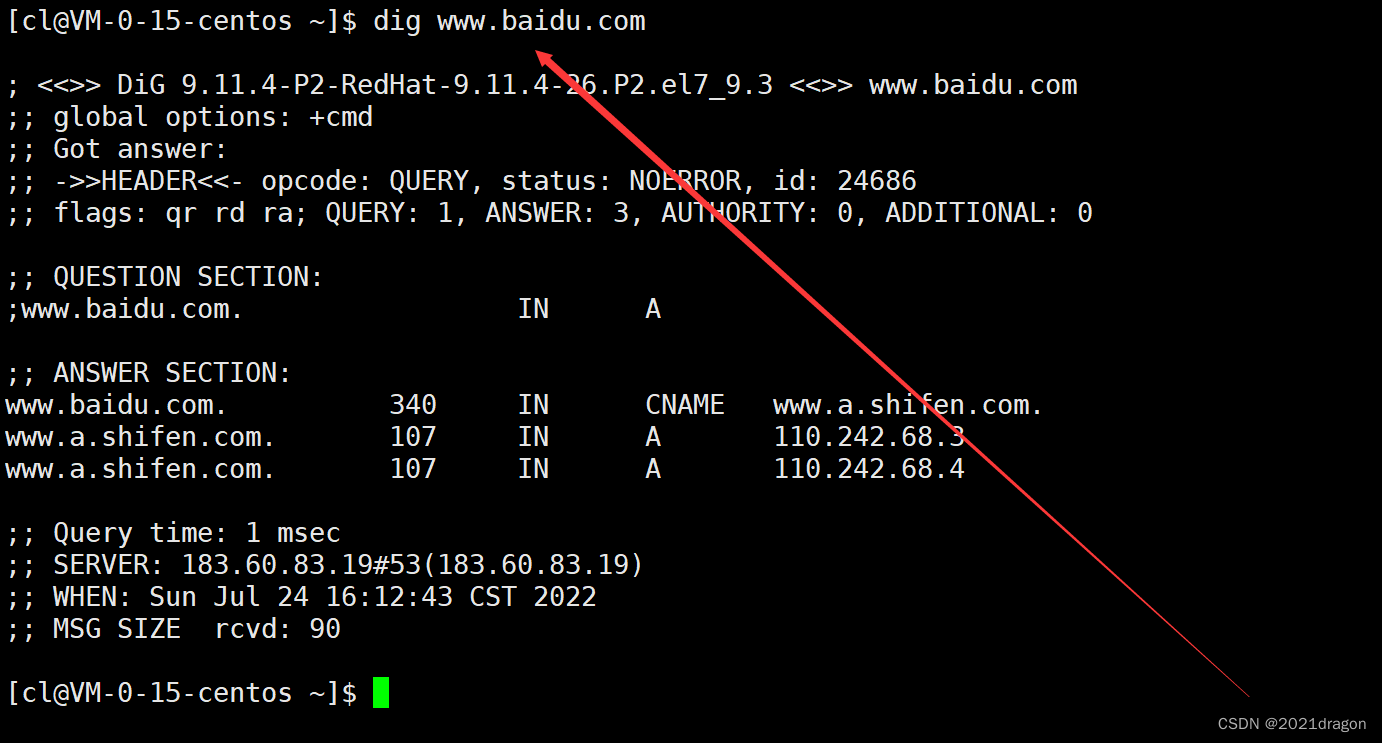 [cl@VM-0-15-centos ~]$ dig www.baidu.com
; <<>> DiG 9.11.4-P2-RedHat-9.11.4-26.P2.el7_9.3 <<>> www.baidu.com
;; global options: +cmd
;; Got answer:
;; ->>HEADER<<- opcode: QUERY, status: NOERROR, id: 24686
;; flags: qr rd ra; QUERY: 1, ANSWER: 3, AUTHORITY: 0, ADDITIONAL: 0
;; QUESTION SECTION:
;www.baidu.com. IN A
;; ANSWER SECTION:
www.baidu.com. 340 IN CNAME www.a.shifen.com.
www.a.shifen.com. 107 IN A 110.242.68.3
www.a.shifen.com. 107 IN A 110.242.68.4
;; Query time: 1 msec
;; SERVER: 183.60.83.19#53(183.60.83.19)
;; WHEN: Sun Jul 24 16:12:43 CST 2022
;; MSG SIZE  rcvd: 90
[cl@VM-0-15-centos ~]$
CSDN @2021dragon